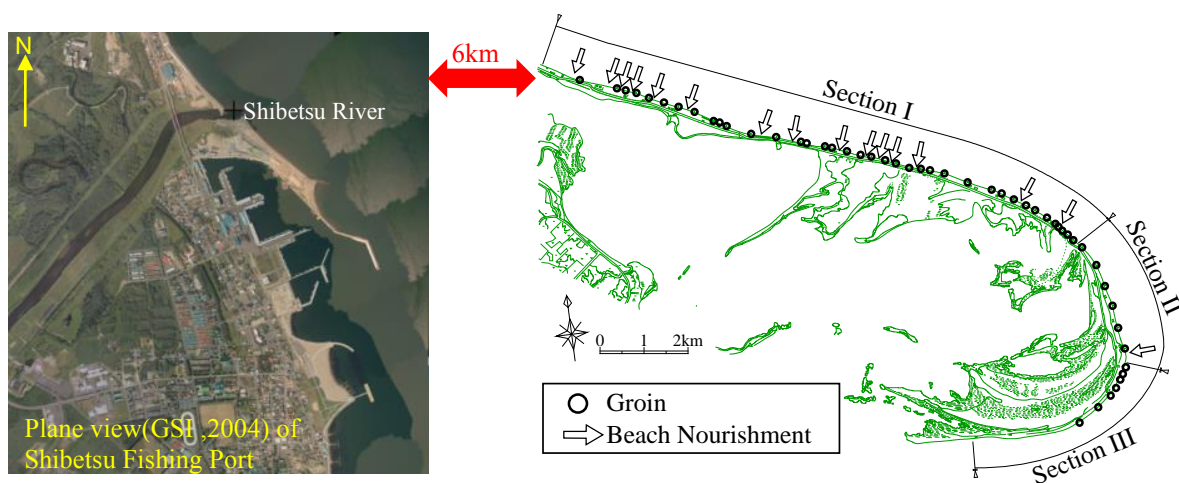 N
6km
Shibetsu River
Plane view(GSI ,2004) of
Shibetsu Fishing Port
Section I
Section II
Section III
0 1 2km
Groin
Beach Nourishment